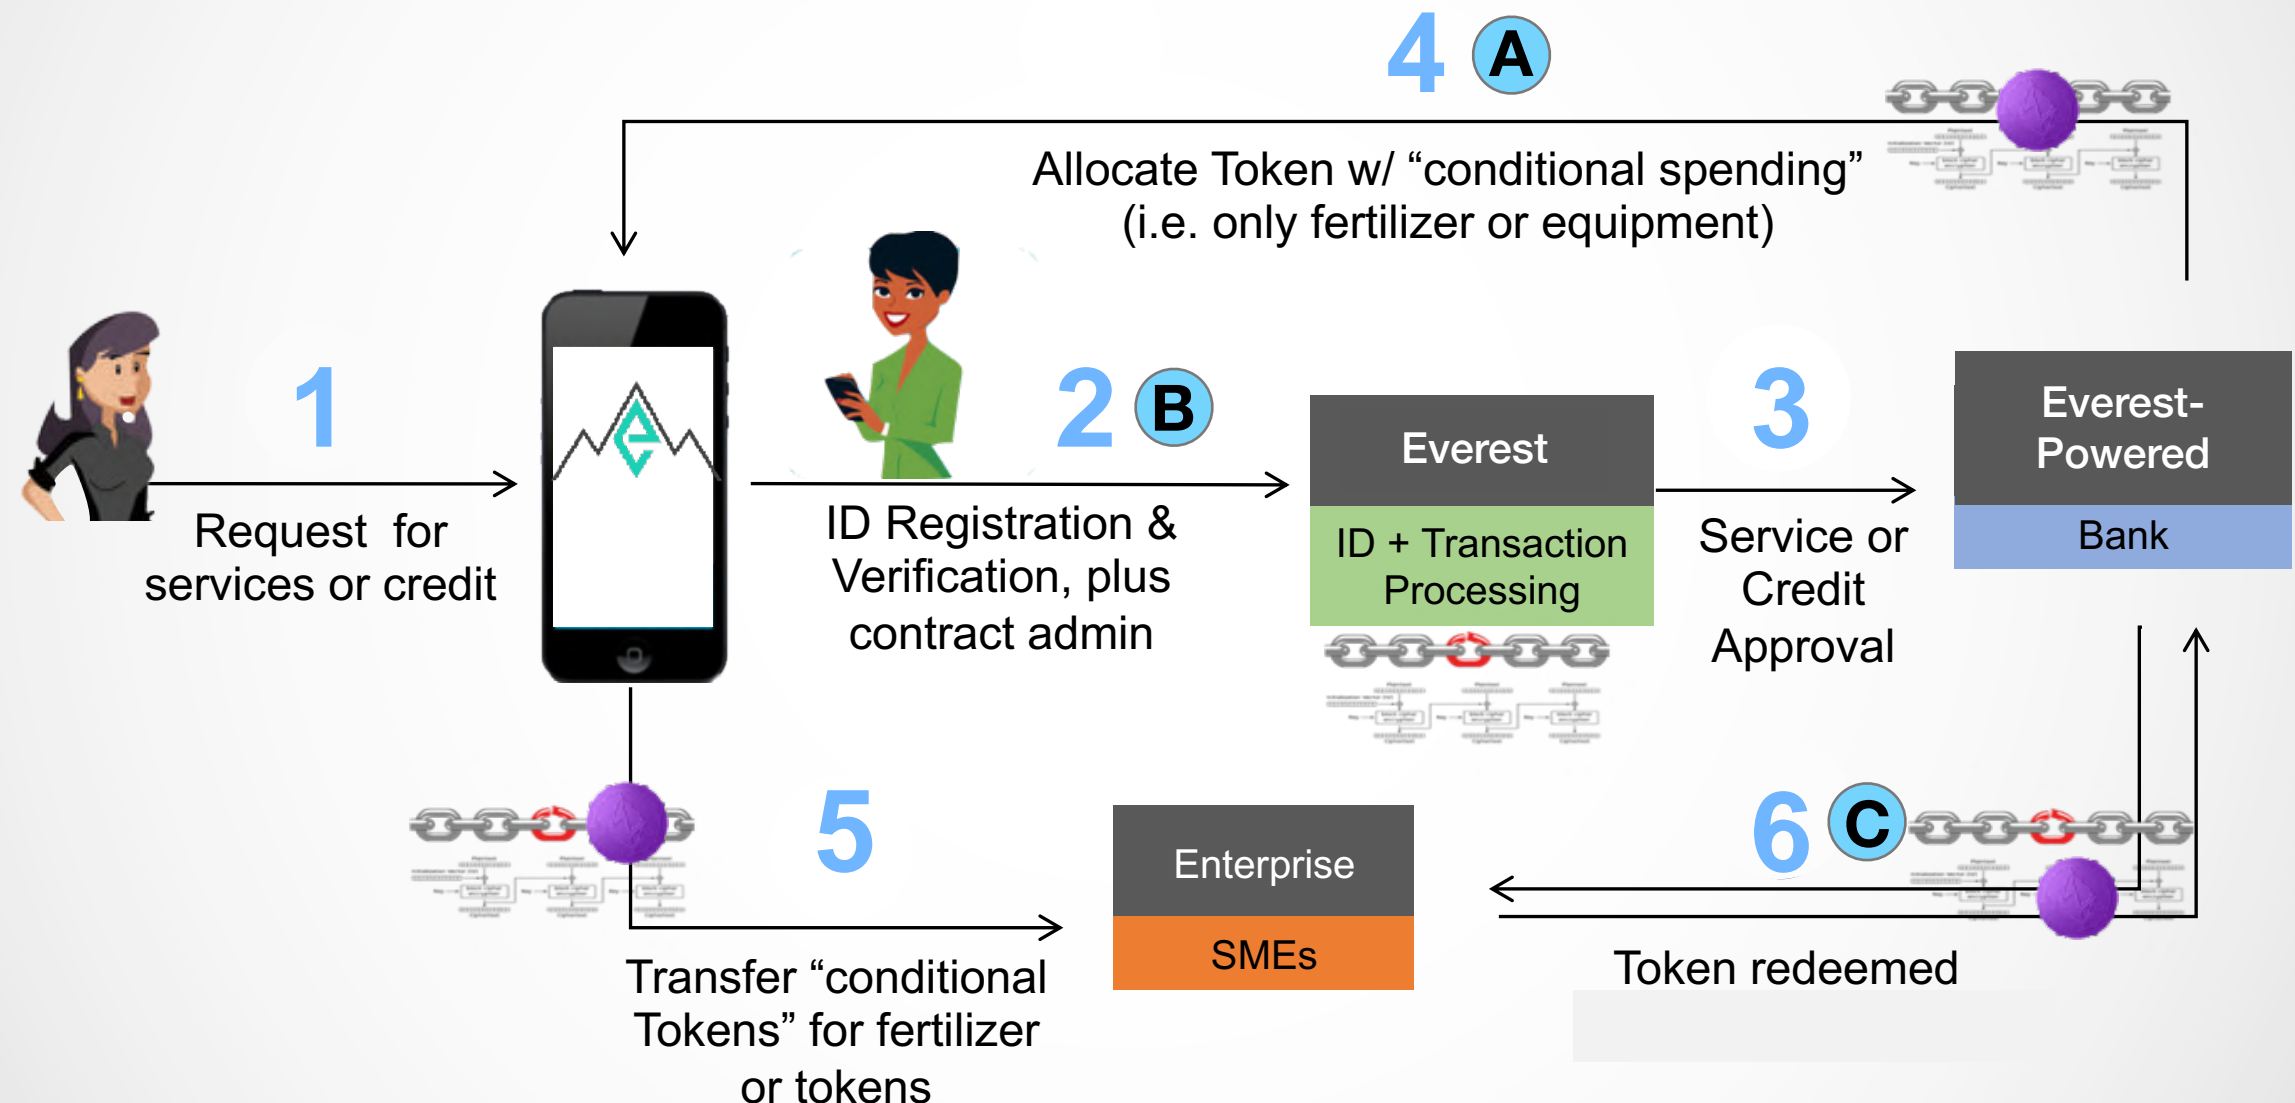 4 A
Allocate Token w/ “conditional spending”
(i.e. only fertilizer or equipment)
1
Request for
services or credit
2 B
ID Registration &
Verification, plus
contract admin
Everest
ID + Transaction
Processing
3
Service or
Credit
Approval
Everest-
Powered
Bank
5
Transfer “conditional
Tokens” for fertilizer
or tokens
Enterprise
SMEs
6 C
Token redeemed